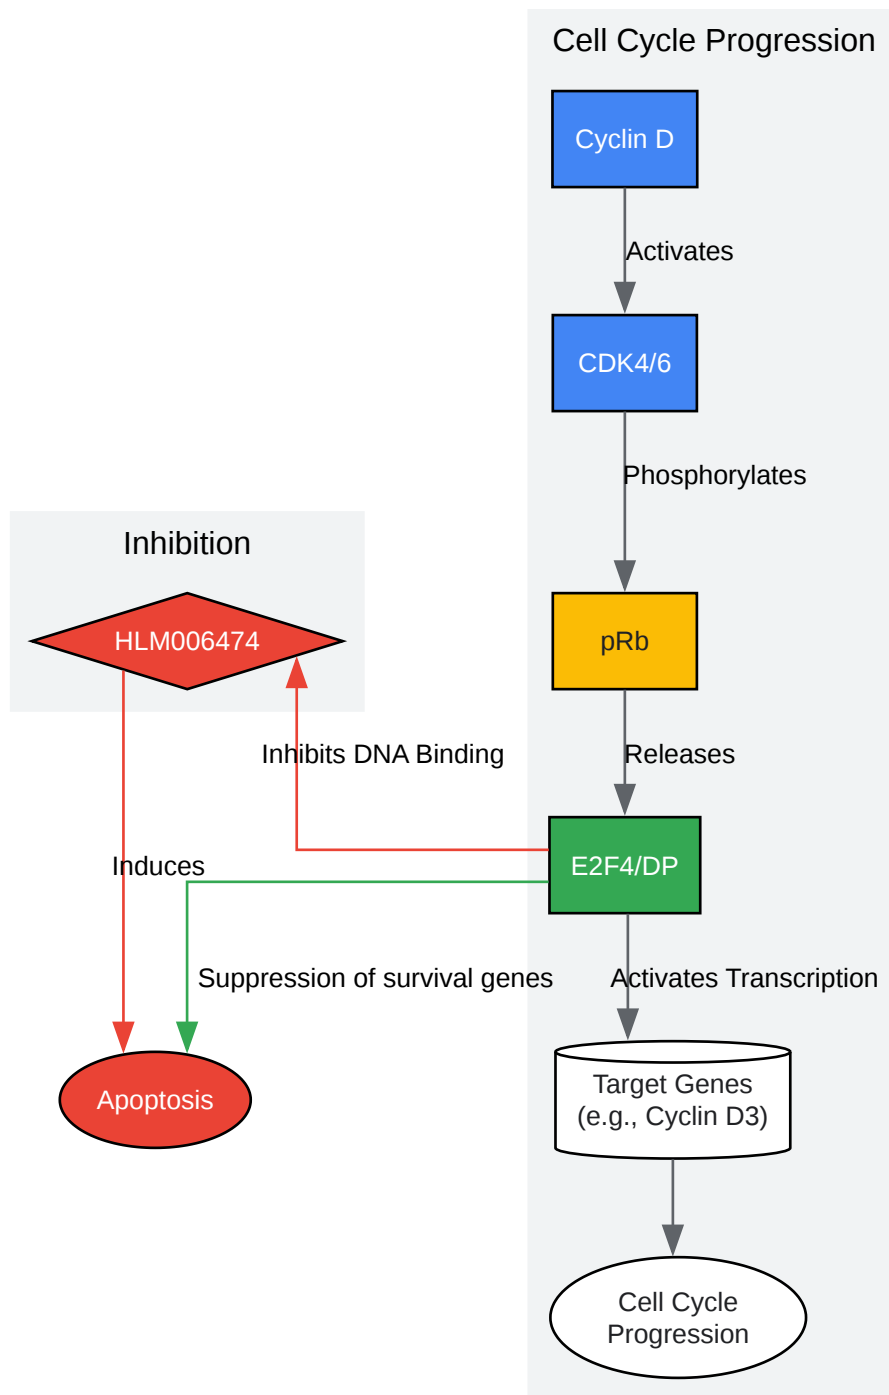 Cell Cycle Progression
Cyclin D
Activates
CDK4/6
Phosphorylates
Inhibition
HLM006474
pRb
Inhibits DNA Binding
Releases
Induces
E2F4/DP
Suppression of survival genes
Activates Transcription
Apoptosis
Target Genes
(e.g., Cyclin D3)
Cell Cycle
Progression